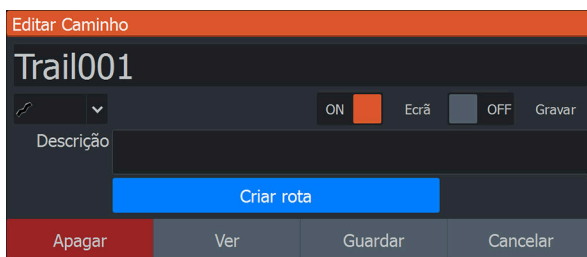 Editar Caminho
Trail001
ON Ecrã OFF Gravar
Descrição
Criar rota
Apagar Ver Guardar Cancelar